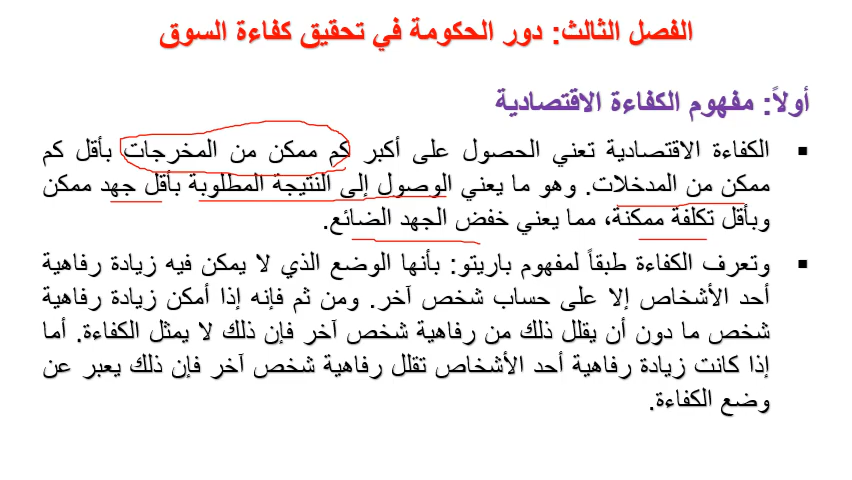 الفصل الثالث: دور الحكومة في تحقيق كفاءة السوق
أولاً: مفهوم الكفاءة الاقتصادية
▪ الكفاءة الاقتصادية تعني الحصول على أكبر كم ممكن من المخرجات بأقل كم
ممكن من المدخلات. وهو ما يعني الوصول إلى النتيجة المطلوبة بأقل جهد ممكن
وبأقل تكلفة ممكنة، مما يعني خفض الجهد الضائع.
▪ وتعرف الكفاءة طبقاً لمفهوم باريتو: بأنها الوضع الذي لا يمكن فيه زيادة رفاهية
أحد الأشخاص إلا على حساب شخص آخر. ومن ثم فإنه إذا أمكن زيادة رفاهية
شخص ما دون أن يقلل ذلك من رفاهية شخص آخر فإن ذلك لا يمثل الكفاءة. أما
إذا كانت زيادة رفاهية أحد الأشخاص تقلل رفاهية شخص آخر فإن ذلك يعبر عن
وضع الكفاءة.